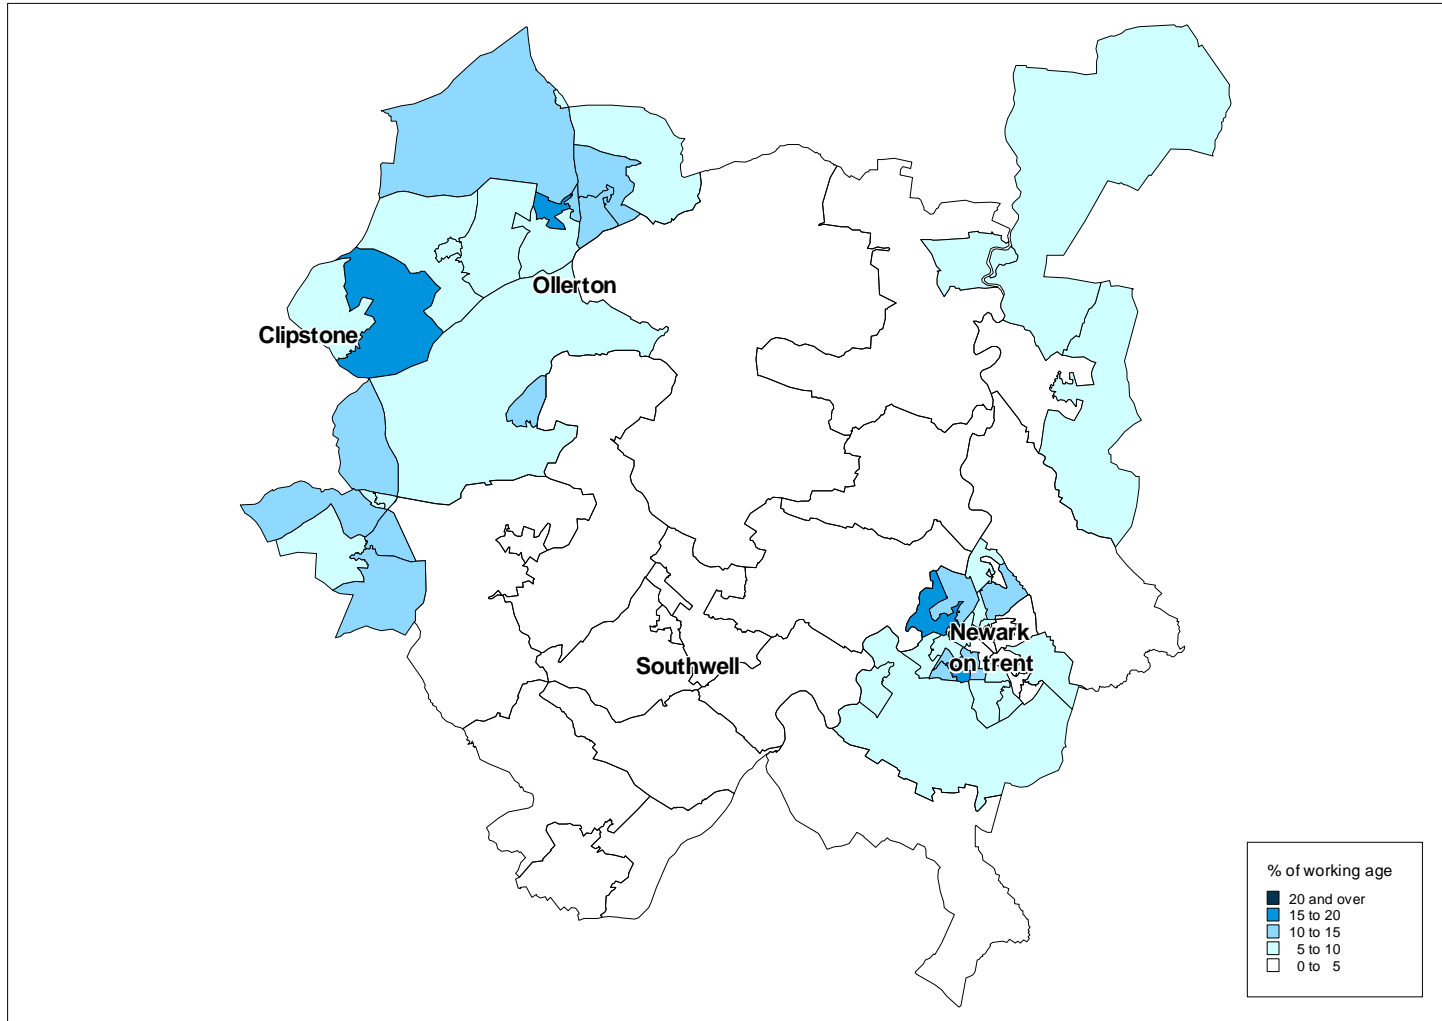 Ollerton
Clipstone
Newark
on trent
Southwell
% of working age
20 and over
15 to 20
10 to 15
5 to 10
0 to 5